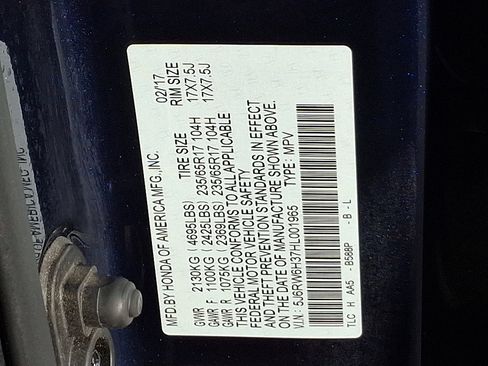 MFD.BY HONDA OF AMERICA MFG.,INC. 02/17
TIRE SIZE RIM SIZE
GVWR 2130KG (4695LBS)
GAWR F 1100KG (2425LBS) 235/65R17 104H 17X7.5J
GAWR R 1075KG (2369LBS) 235/65R17 104H 17X7.5J
THIS VEHICLE CONFORMS TO ALL APPLICABLE
FEDERAL MOTOR VEHICLE SAFETY
AND THEFT PREVENTION STANDARDS IN EFFECT
ON THE DATE OF MANUFACTURE SHOWN ABOVE.
V.I.N.: 5J6RW6H37HL001965 TYPE: MPV
TLC H AA5 -B588P -B-L